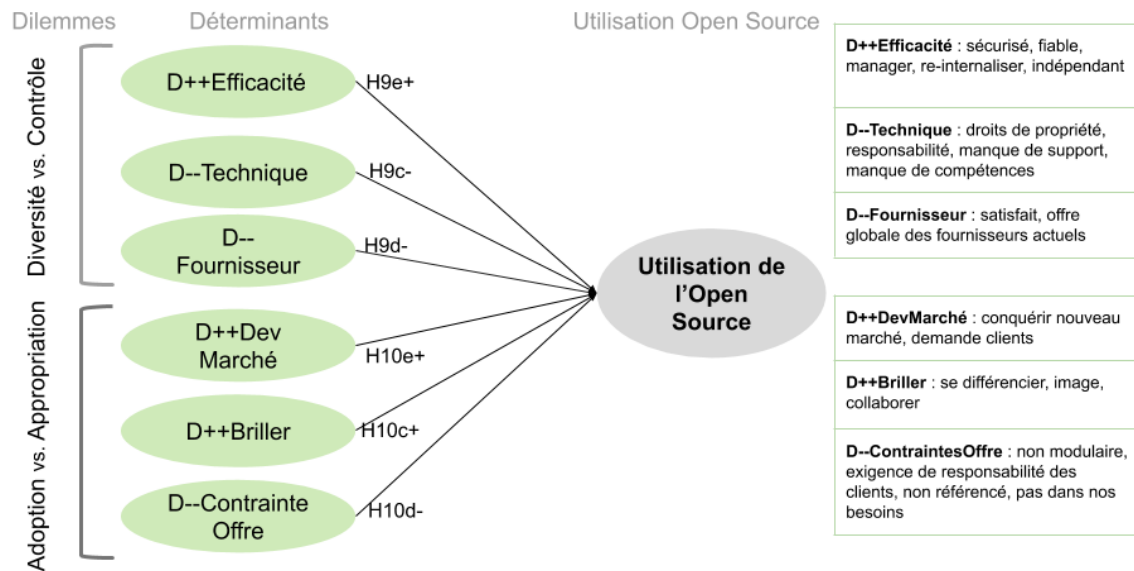 Dilemmes
Déterminants
Utilisation Open Source
Diversité vs. Contrôle
D++Efficacité
H9e+
D--Technique
H9c-
D--
Fournisseur
H9d-
Adoption vs. Appropriation
D++Dev
Marché
H10e+
D++Briller
H10c+
D--Contrainte
Offre
H10d-
Utilisation de
l'Open
Source
D++Efficacité : sécurisé, fiable,
manager, re-internaliser, indépendant
D--Technique : droits de propriété,
responsabilité, manque de support,
manque de compétences
D--Fournisseur : satisfait, offre
globale des fournisseurs actuels
D++DevMarché : conquérir nouveau
marché, demande clients
D++Briller : se différencier, image,
collaborer
D--ContraintesOffre : non modulaire,
exigence de responsabilité des
clients, non référencé, pas dans nos
besoins